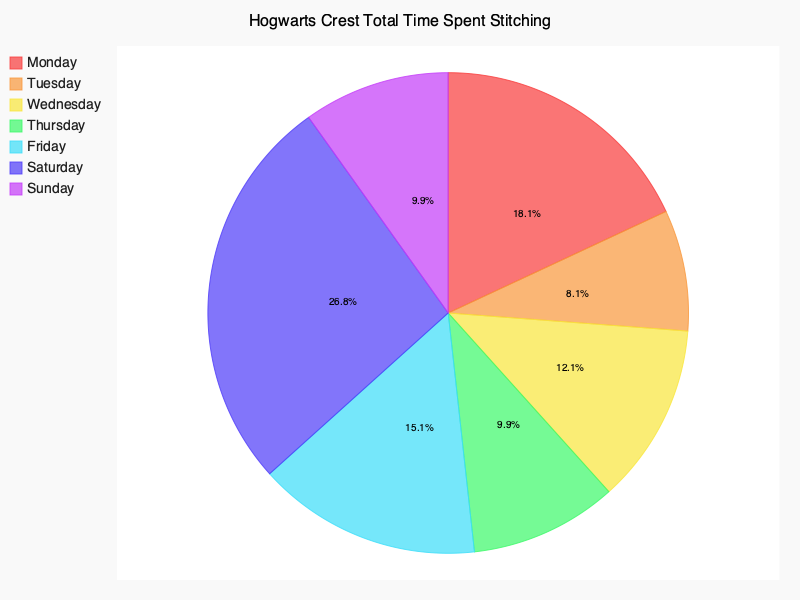 Hogwarts Crest Total Time Spent Stitching
Monday
Tuesday
Wednesday
Thursday
Friday
Saturday
Sunday
9.9%
18.1%
8.1%
26.8%
12.1%
15.1%
9.9%